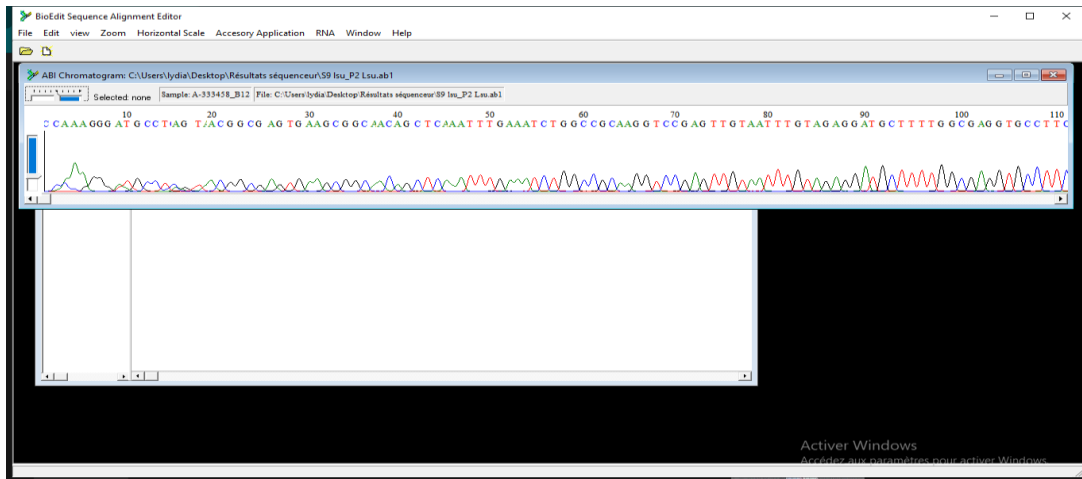 BioEdit Sequence Alignment Editor
File Edit view Zoom Horizontal Scale Accesory Application RNA Window Help
ABI Chromatogram: C:\Users\lydia\Desktop\Résultats séquenceur\S9 lsu_P2 Lsu.ab1
Selected: none Sample: A-333458_B12 File: C:\Users\lydia\Desktop\Résultats séquenceur\S9 lsu_P2 Lsu.ab1
10 20 30 40 50 60 70 80 90 100 110
CCAAAGGGATGCCT AGT ACGGCGAGTGAAGCGGCAACAGCTCAAATTTGAAATCTGGCCGCAAGGTCCGAGTTGTAATTTGTAGAGGATGCTTTTGGCGAGGTGCCTTC
Activer Windows
Accédez aux paramètres pour activer Windows.